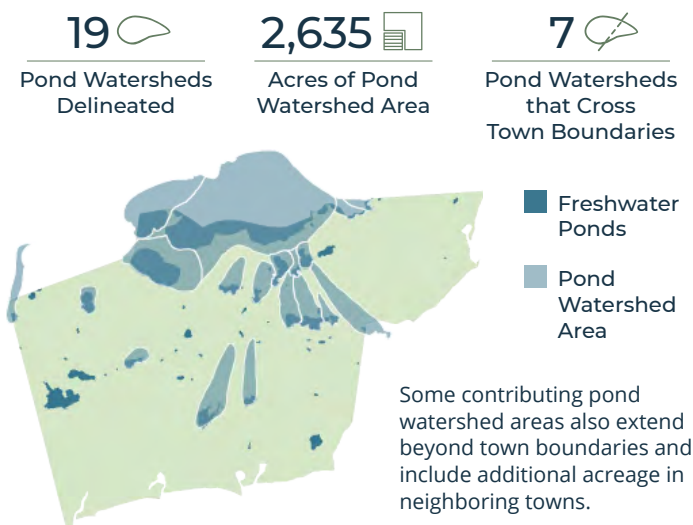 19
Pond Watersheds
Delineated
2,635
Acres of Pond
Watershed Area
7
Pond Watersheds
that Cross
Town Boundaries
Freshwater
Ponds
Pond
Watershed
Area
Some contributing pond
watershed areas also extend
beyond town boundaries and
include additional acreage in
neighboring towns.